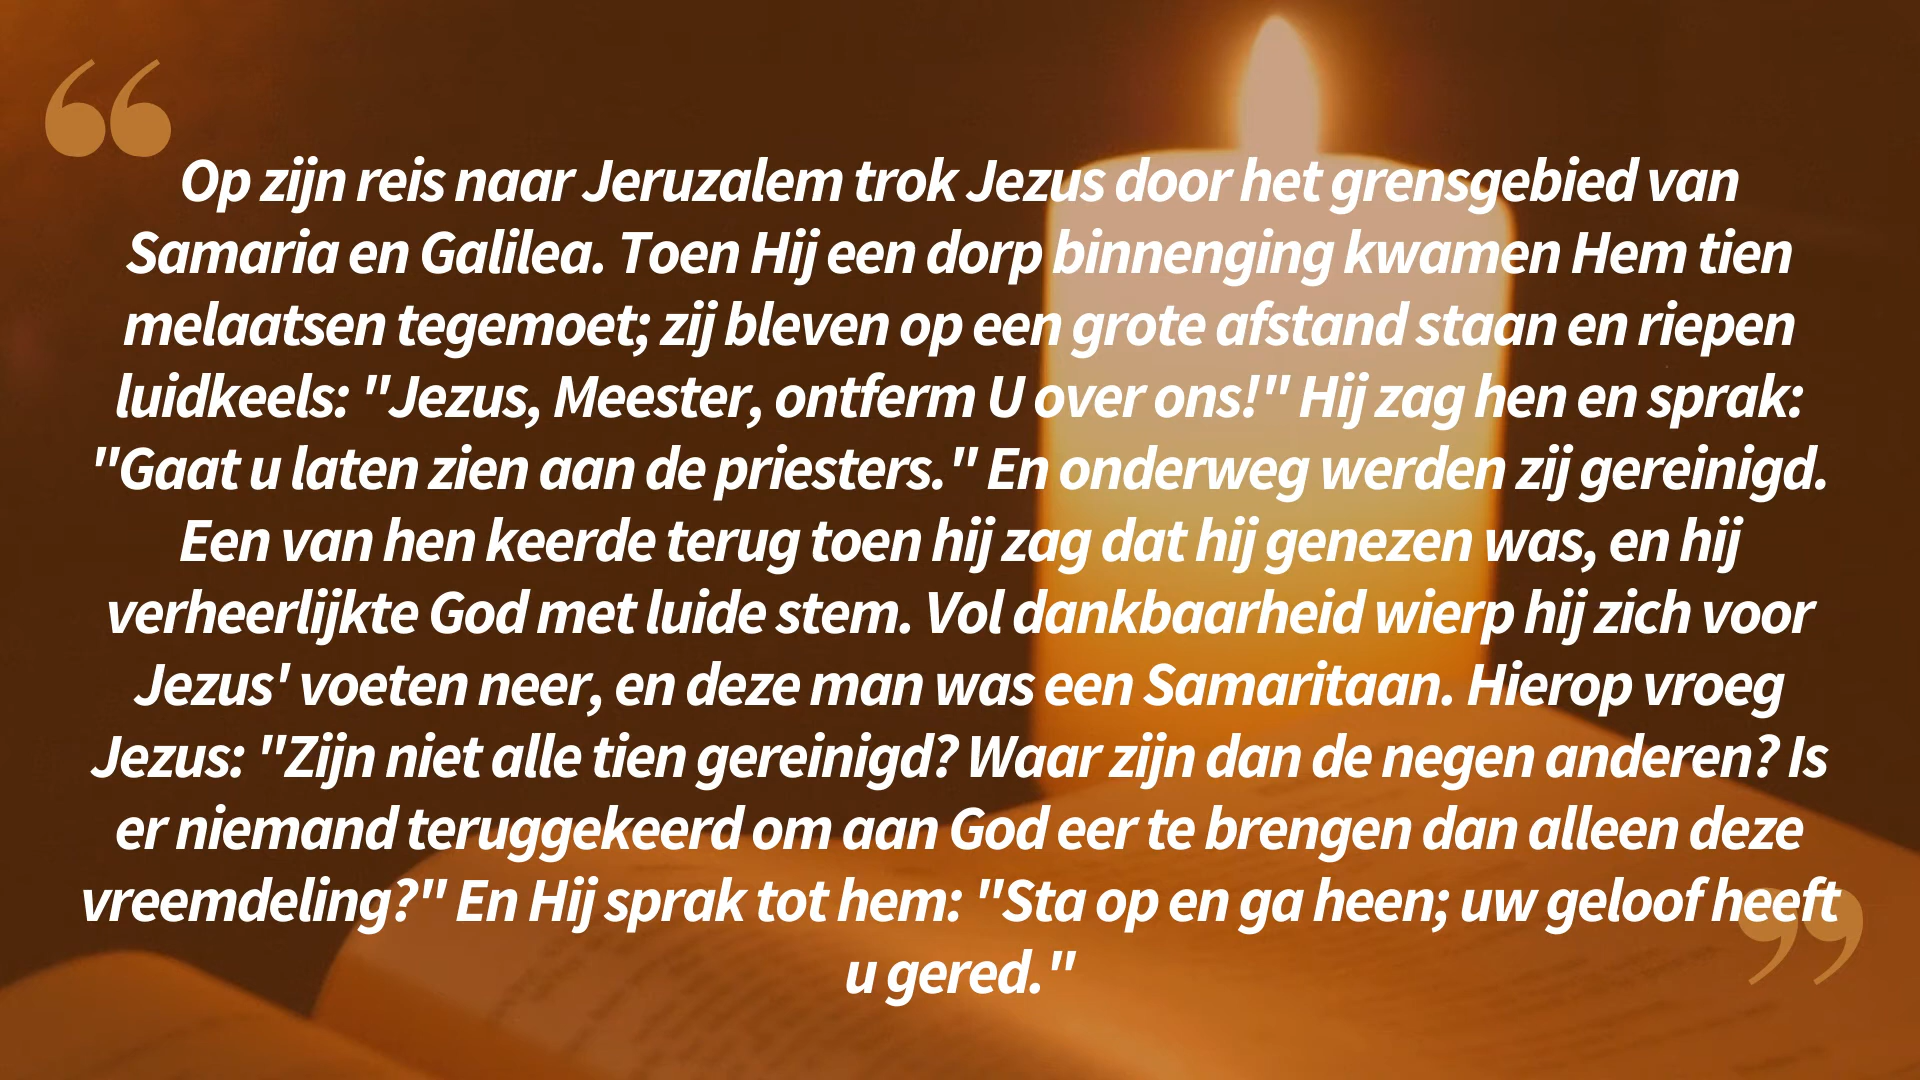 Op zijn reis naar Jeruzalem trok Jezus door het grensgebied van
Samaria en Galilea. Toen Hij een dorp binnenging kwamen Hem tien
melaatsen tegemoet; zij bleven op een grote afstand staan en riepen
luidkeels: "Jezus, Meester, ontferm U over ons!" Hij zag hen en sprak:
"Gaat u laten zien aan de priesters." En onderweg werden zij gereinigd.
Een van hen keerde terug toen hij zag dat hij genezen was, en hij
verheerlijkte God met luide stem. Vol dankbaarheid wierp hij zich voor
Jezus' voeten neer, en deze man was een Samaritaan. Hierop vroeg
Jezus: "Zijn niet alle tien gereinigd? Waar zijn dan de negen anderen? Is
er niemand teruggekeerd om aan God eer te brengen dan alleen deze
vreemdeling?" En Hij sprak tot hem: "Sta op en ga heen; uw geloof heeft
u gered."